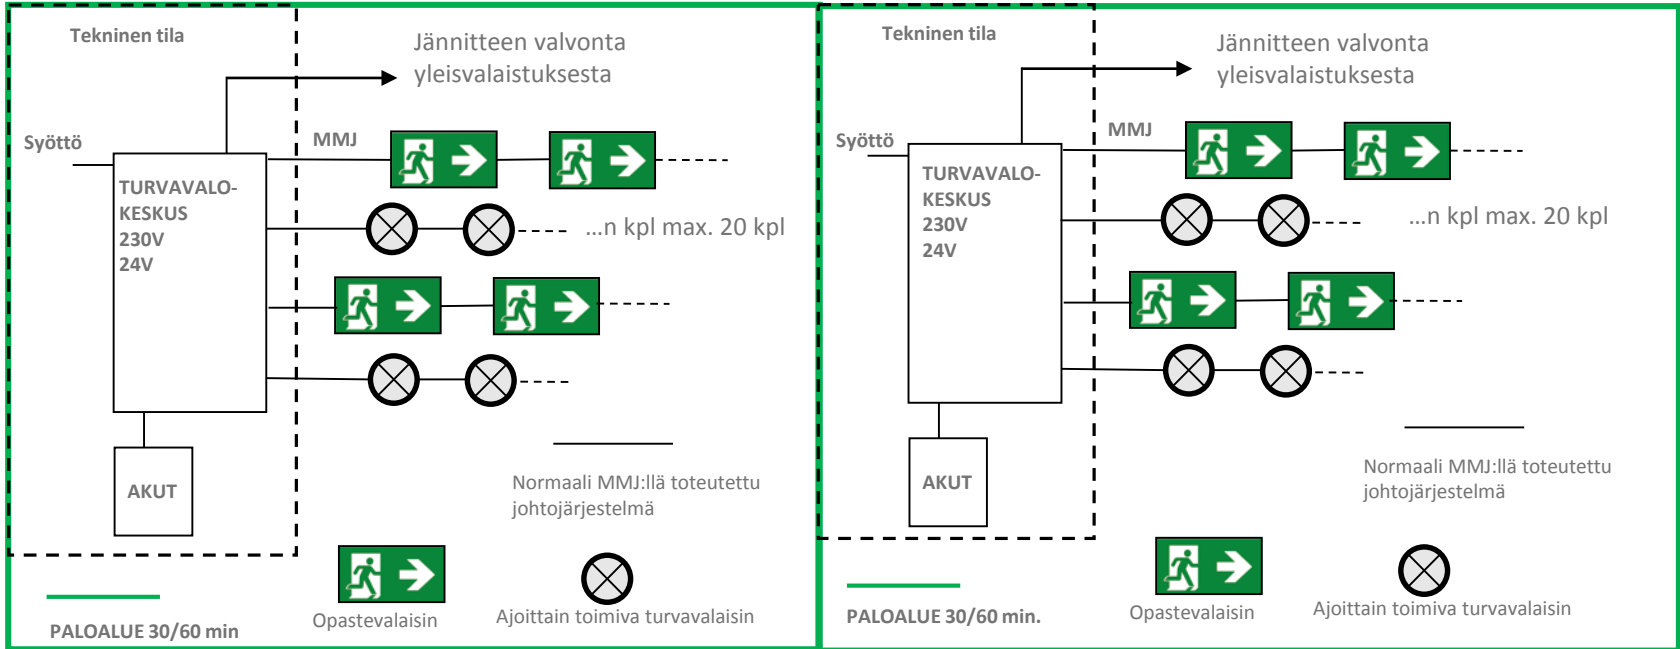 Tekninen tila
Jännitteen valvonta
yleisvalaistuksesta
Syöttö
MMJ
TURVAVALO-
KESKUS
230V
24V
...n kpl max. 20 kpl
AKUT
Normaali MMJ:llä toteutettu
johtojärjestelmä
PALOALUE 30/60 min
Opastevalaisin
Ajoittain toimiva turvavalaisin
Tekninen tila
Jännitteen valvonta
yleisvalaistuksesta
Syöttö
MMJ
TURVAVALO-
KESKUS
230V
24V
...n kpl max. 20 kpl
AKUT
Normaali MMJ:llä toteutettu
johtojärjestelmä
PALOALUE 30/60 min.
Opastevalaisin
Ajoittain toimiva turvavalaisin